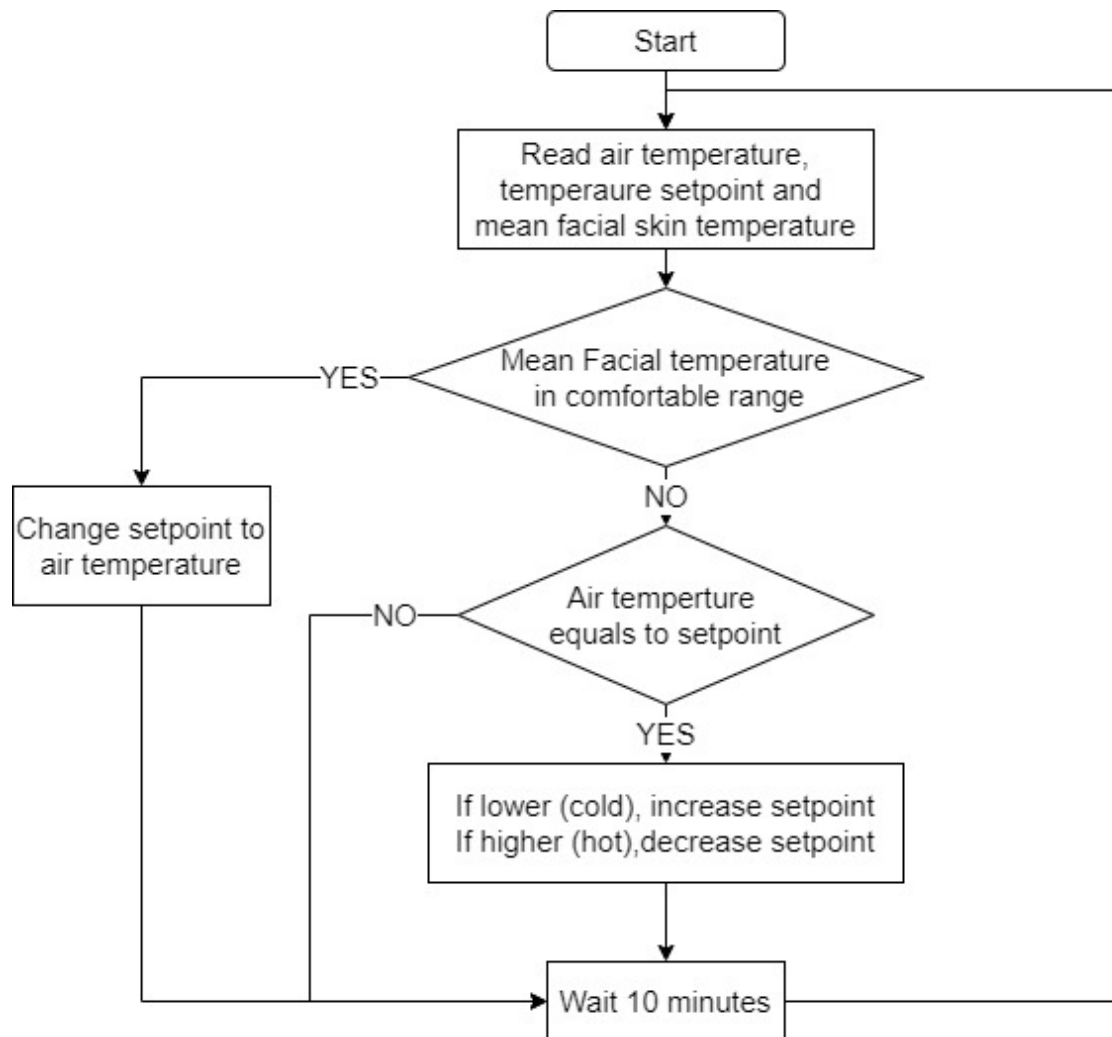 Start
Read air temperature,
temperaure setpoint and
mean facial skin temperature
Mean Facial temperature
in comfortable range
YES
NO
Change setpoint to
air temperature
Air temperture
equals to setpoint
NO
YES
If lower (cold), increase setpoint
If higher (hot),decrease setpoint
Wait 10 minutes